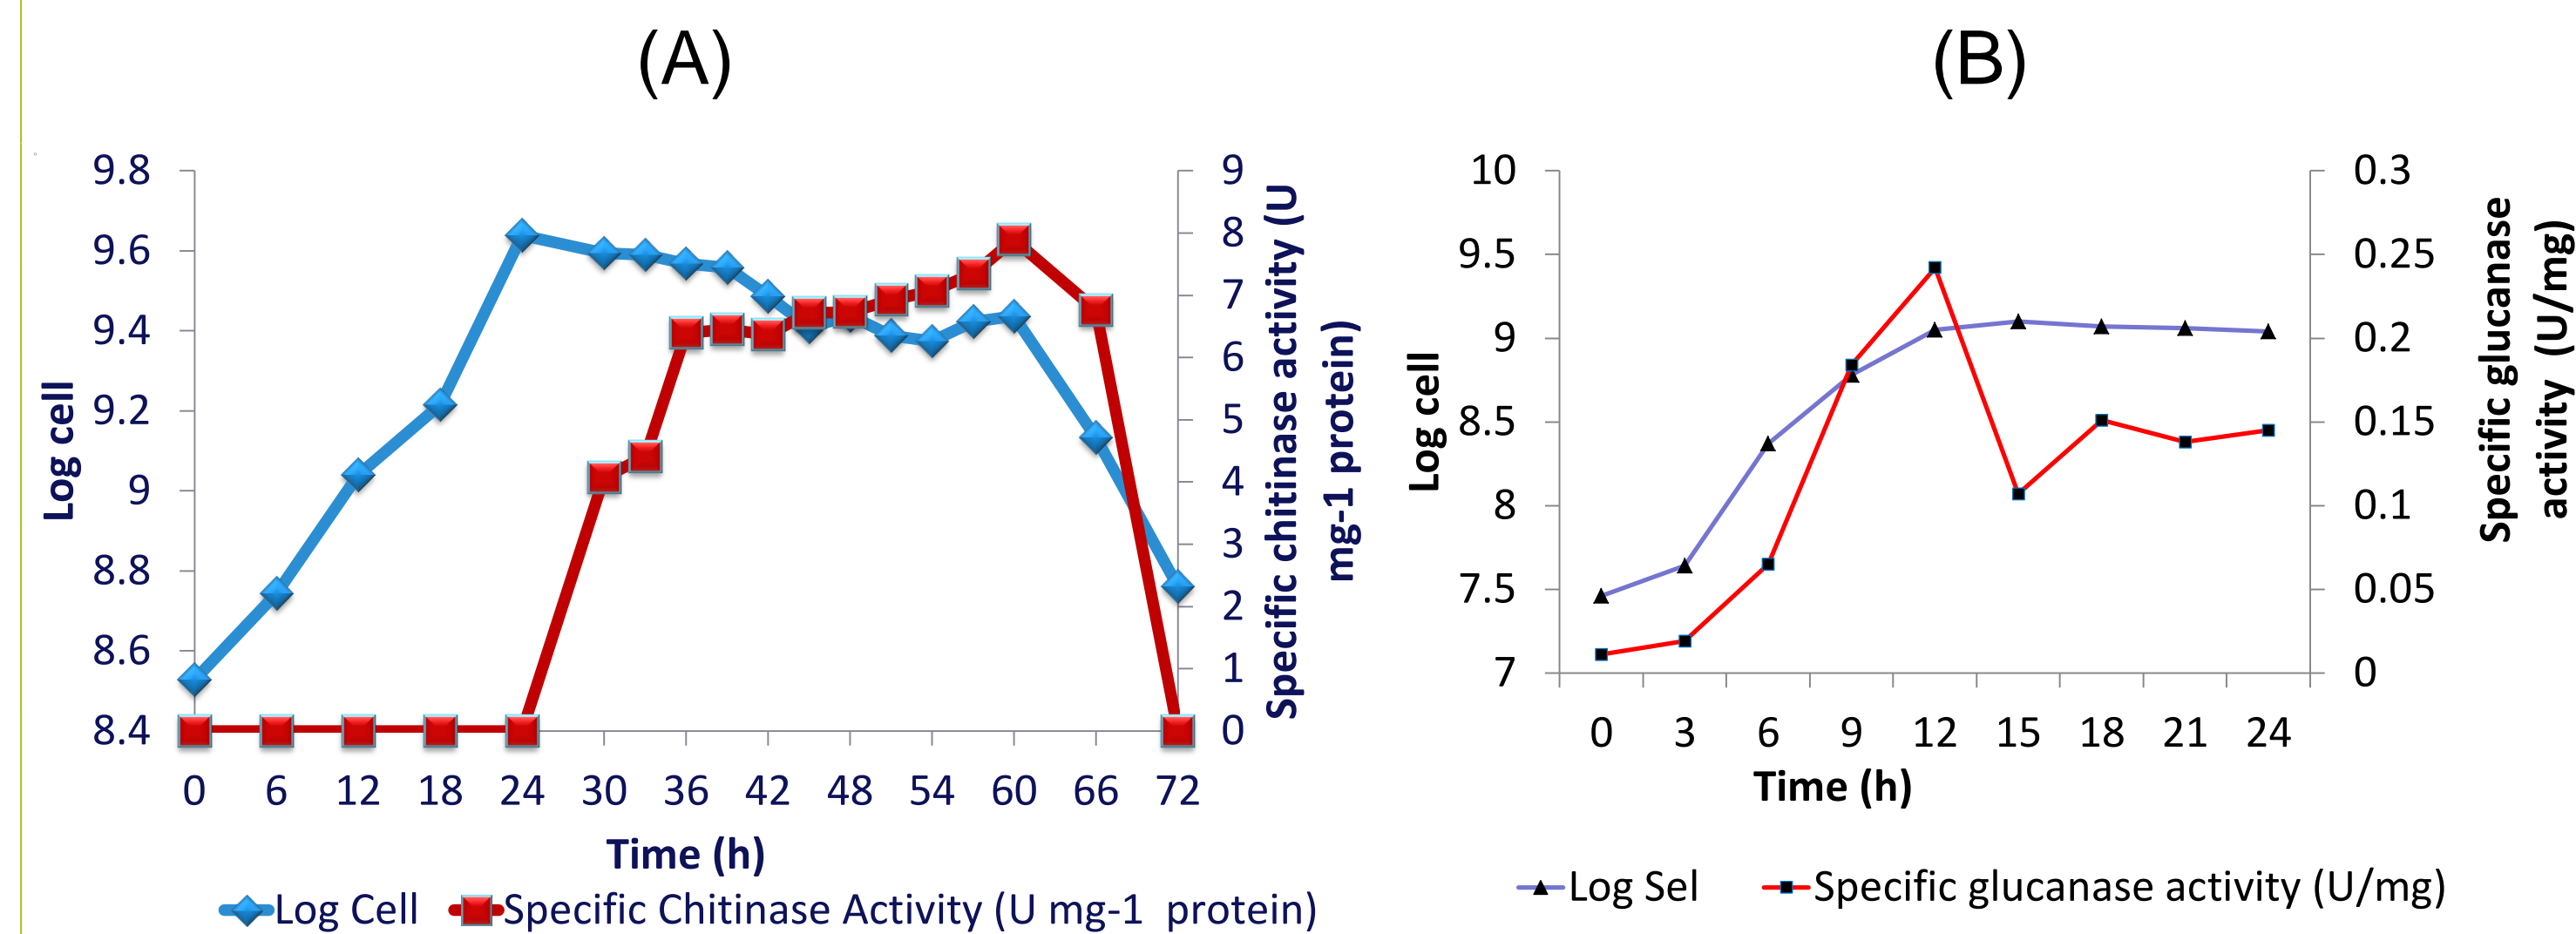 (A)
(B)
9.8
9.6
9.4
9.2
9
8.8
8.6
8.4
Log cell
9
8
7
6
5
4
3
2
1
0
Specific chitinase activity (U
mg-1 protein)
0 6 12 18 24 30 36 42 48 54 60 66 72
Time (h)
Log Cell
Specific Chitinase Activity (U mg-1 protein)
10
9.5
9
8.5
8
7.5
7
Log cell
0.3
0.25
0.2
0.15
0.1
0.05
0
Specific glucanase
activity (U/mg)
0 3 6 9 12 15 18 21 24
Time (h)
Log Sel
Specific glucanase activity (U/mg)